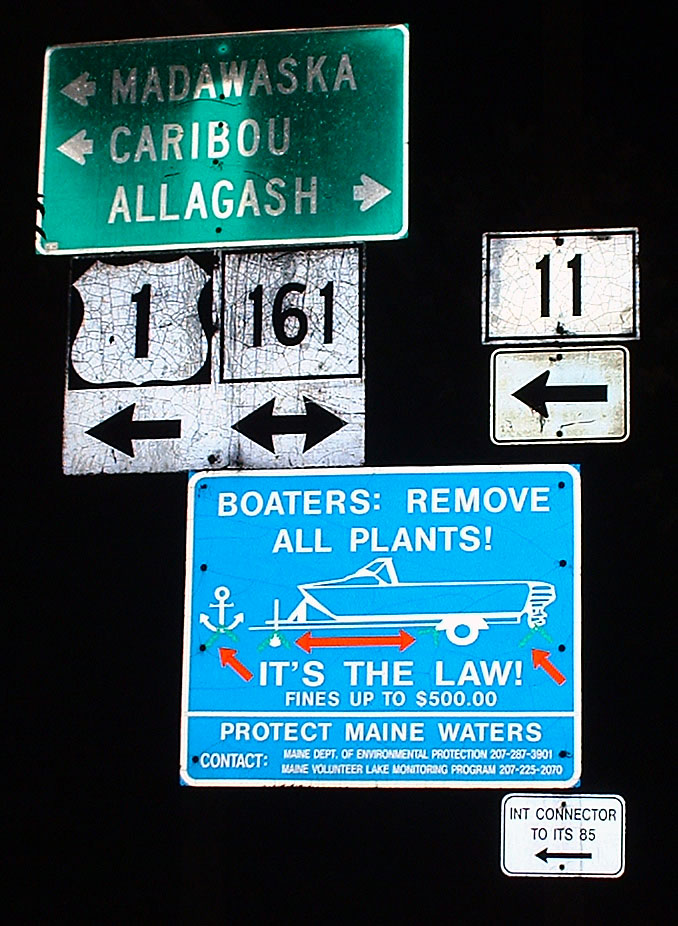 MADAWASKA
CARIBOU
ALLAGASH
1
161
11
BOATERS: REMOVE
ALL PLANTS!
IT'S THE LAW!
FINES UP TO $500.00
PROTECT MAINE WATERS
CONTACT: MAINE DEPT. OF ENVIRONMENTAL PROTECTION 207-287-3901
MAINE VOLUNTEER LAKE MONITORING PROGRAM 207-225-2070
INT CONNECTOR
TO ITS 85